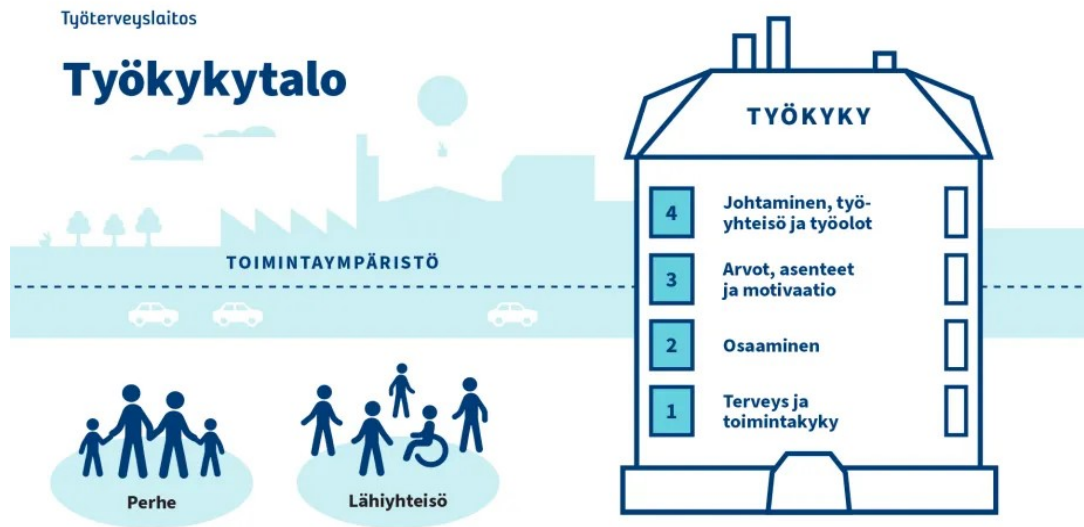 Työterveyslaitos
Työkykytalo
TYÖKYKY
4
Johtaminen, työ-
yhteisö ja työolot
3
Arvot, asenteet
ja motivaatio
2
Osaaminen
1
Terveys ja
toimintakyky
TOIMINTAYMPÄRISTÖ
Perhe
Lähiyhteisö